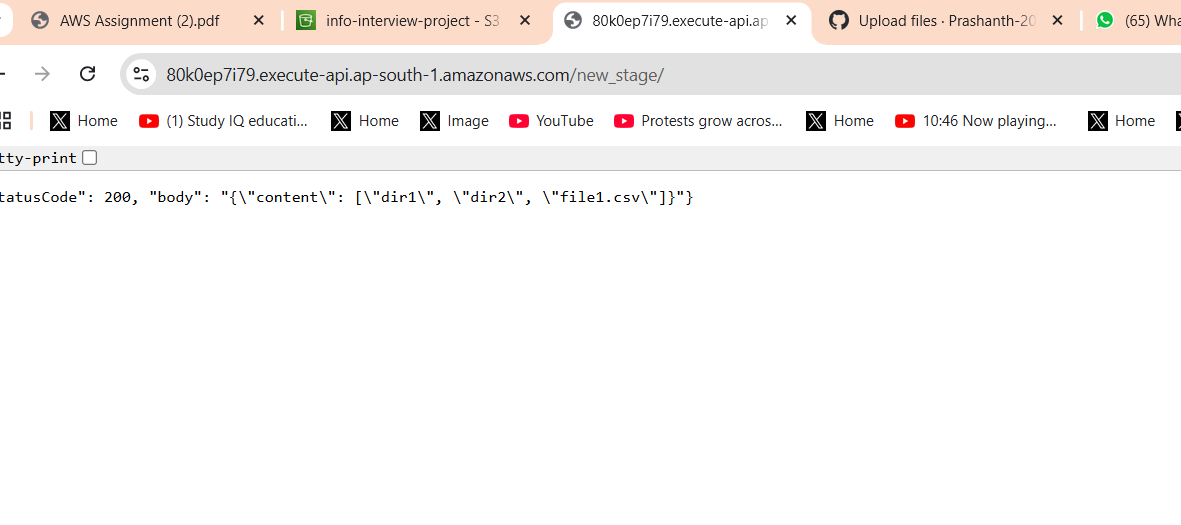 AWS Assignment (2).pdf info-interview-project - S3 80k0ep7i79.execute-api.ap Upload files · Prashanth-20 (65) Wha
80k0ep7i79.execute-api.ap-south-1.amazonaws.com/new_stage/
Home (1) Study IQ educati... Home Image YouTube Protests grow acros... Home 10:46 Now playing... Home
tty-print
tatusCode": 200, "body": "{\"content\": [\"dir1\", \"dir2\", \"file1.csv\"]}"}